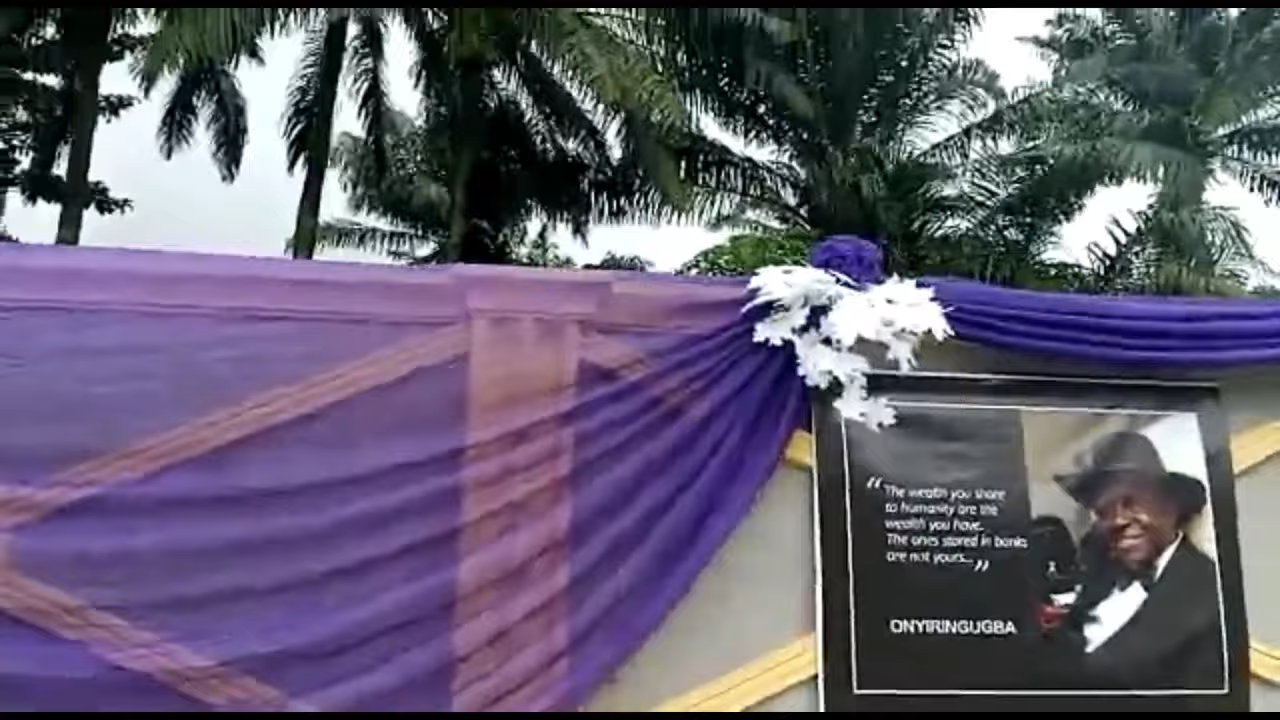 “The wealth you share
to humanity are the
wealth you have.
The ones stored in banks
are not yours...”
ONYIRINGUGBA